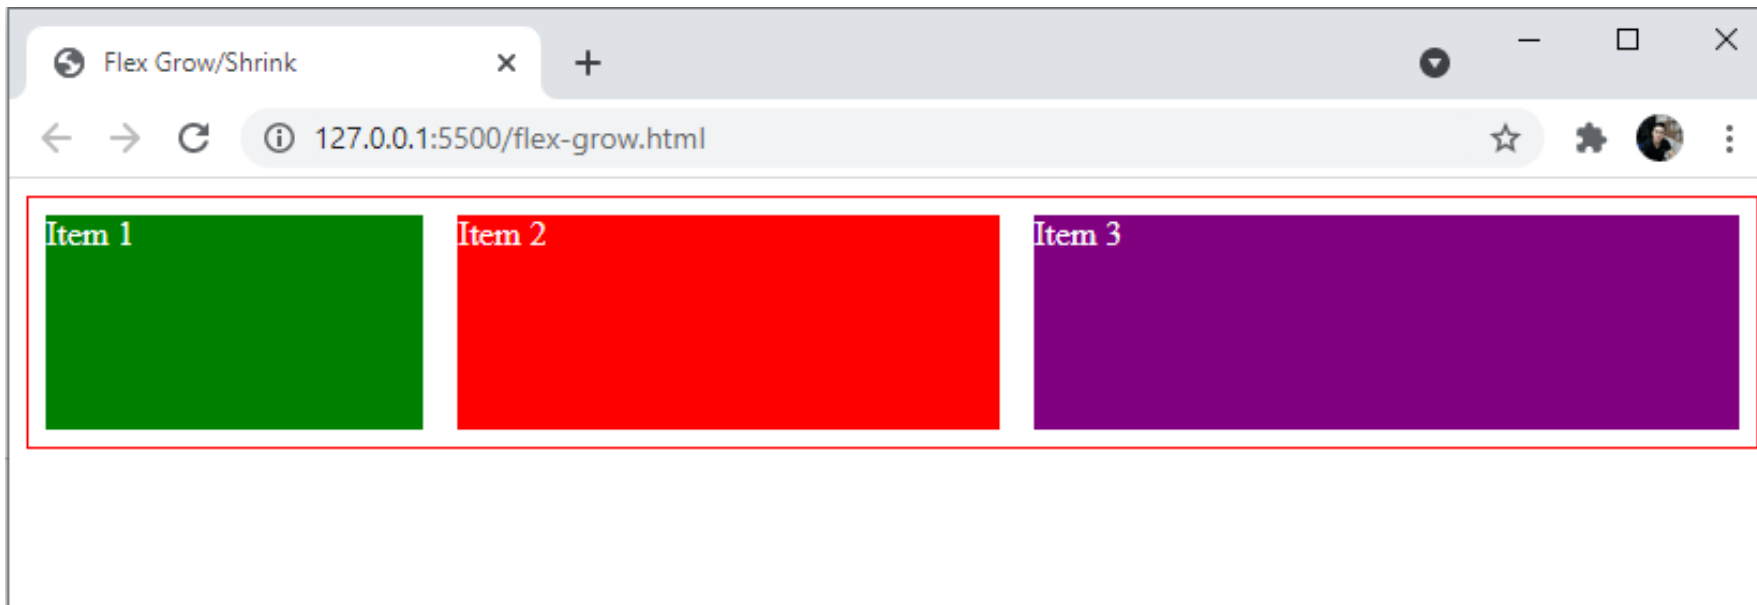 Flex Grow/Shrink
127.0.0.1:5500/flex-grow.html
Item 1
Item 2
Item 3